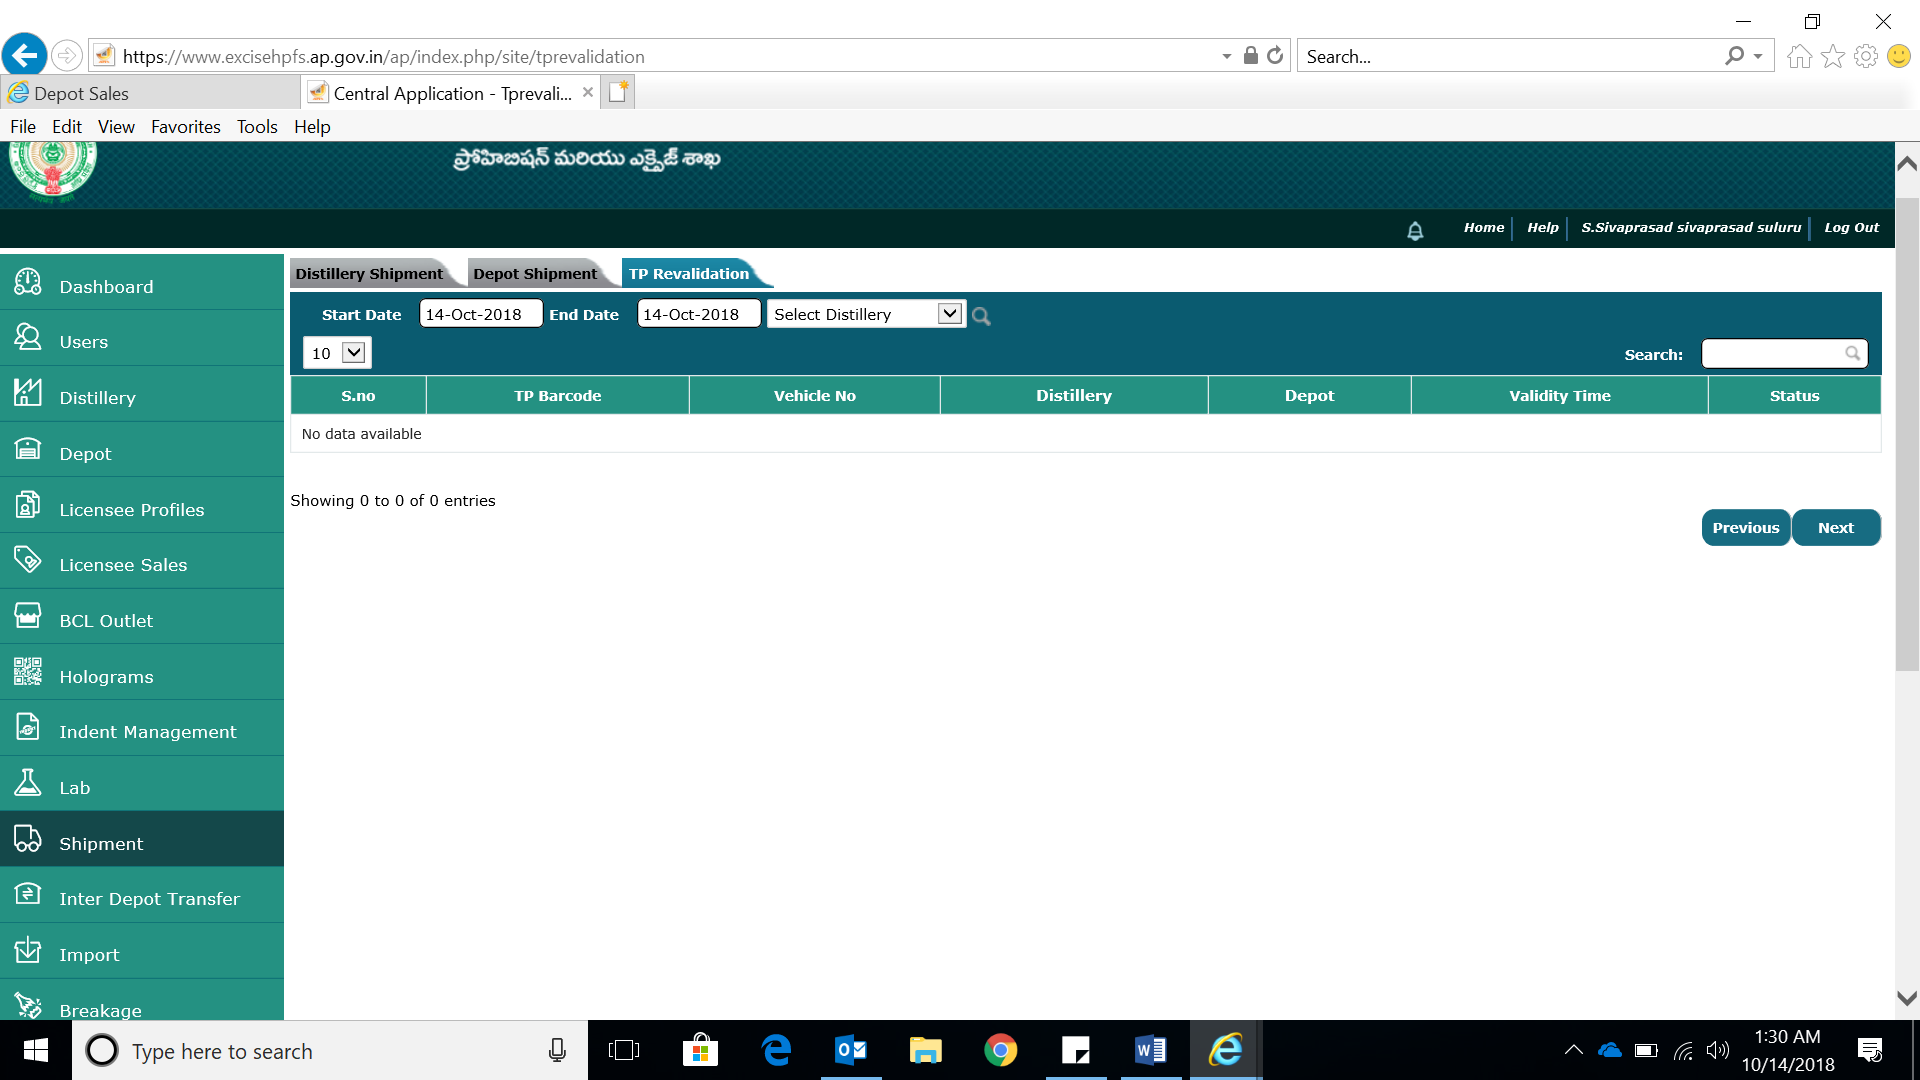 https://www.excisehpfs.ap.gov.in/ap/index.php/site/tprevalidation
Search...
Depot Sales
Central Application - Tprevali...
File Edit View Favorites Tools Help
ప్రోహిబిషన్ మరియు ఎక్సైజ్ శాఖ
Home Help S.Sivaprasad sivaprasad suluru Log Out
Dashboard
Users
Distillery
Depot
Licensee Profiles
Licensee Sales
BCL Outlet
Holograms
Indent Management
Lab
Shipment
Inter Depot Transfer
Import
Breakage
Distillery Shipment Depot Shipment TP Revalidation
Start Date 14-Oct-2018 End Date 14-Oct-2018 Select Distillery
10 Search:
S.no TP Barcode Vehicle No Distillery Depot Validity Time Status
No data available
Showing 0 to 0 of 0 entries
Previous Next
Type here to search
1:30 AM
10/14/2018